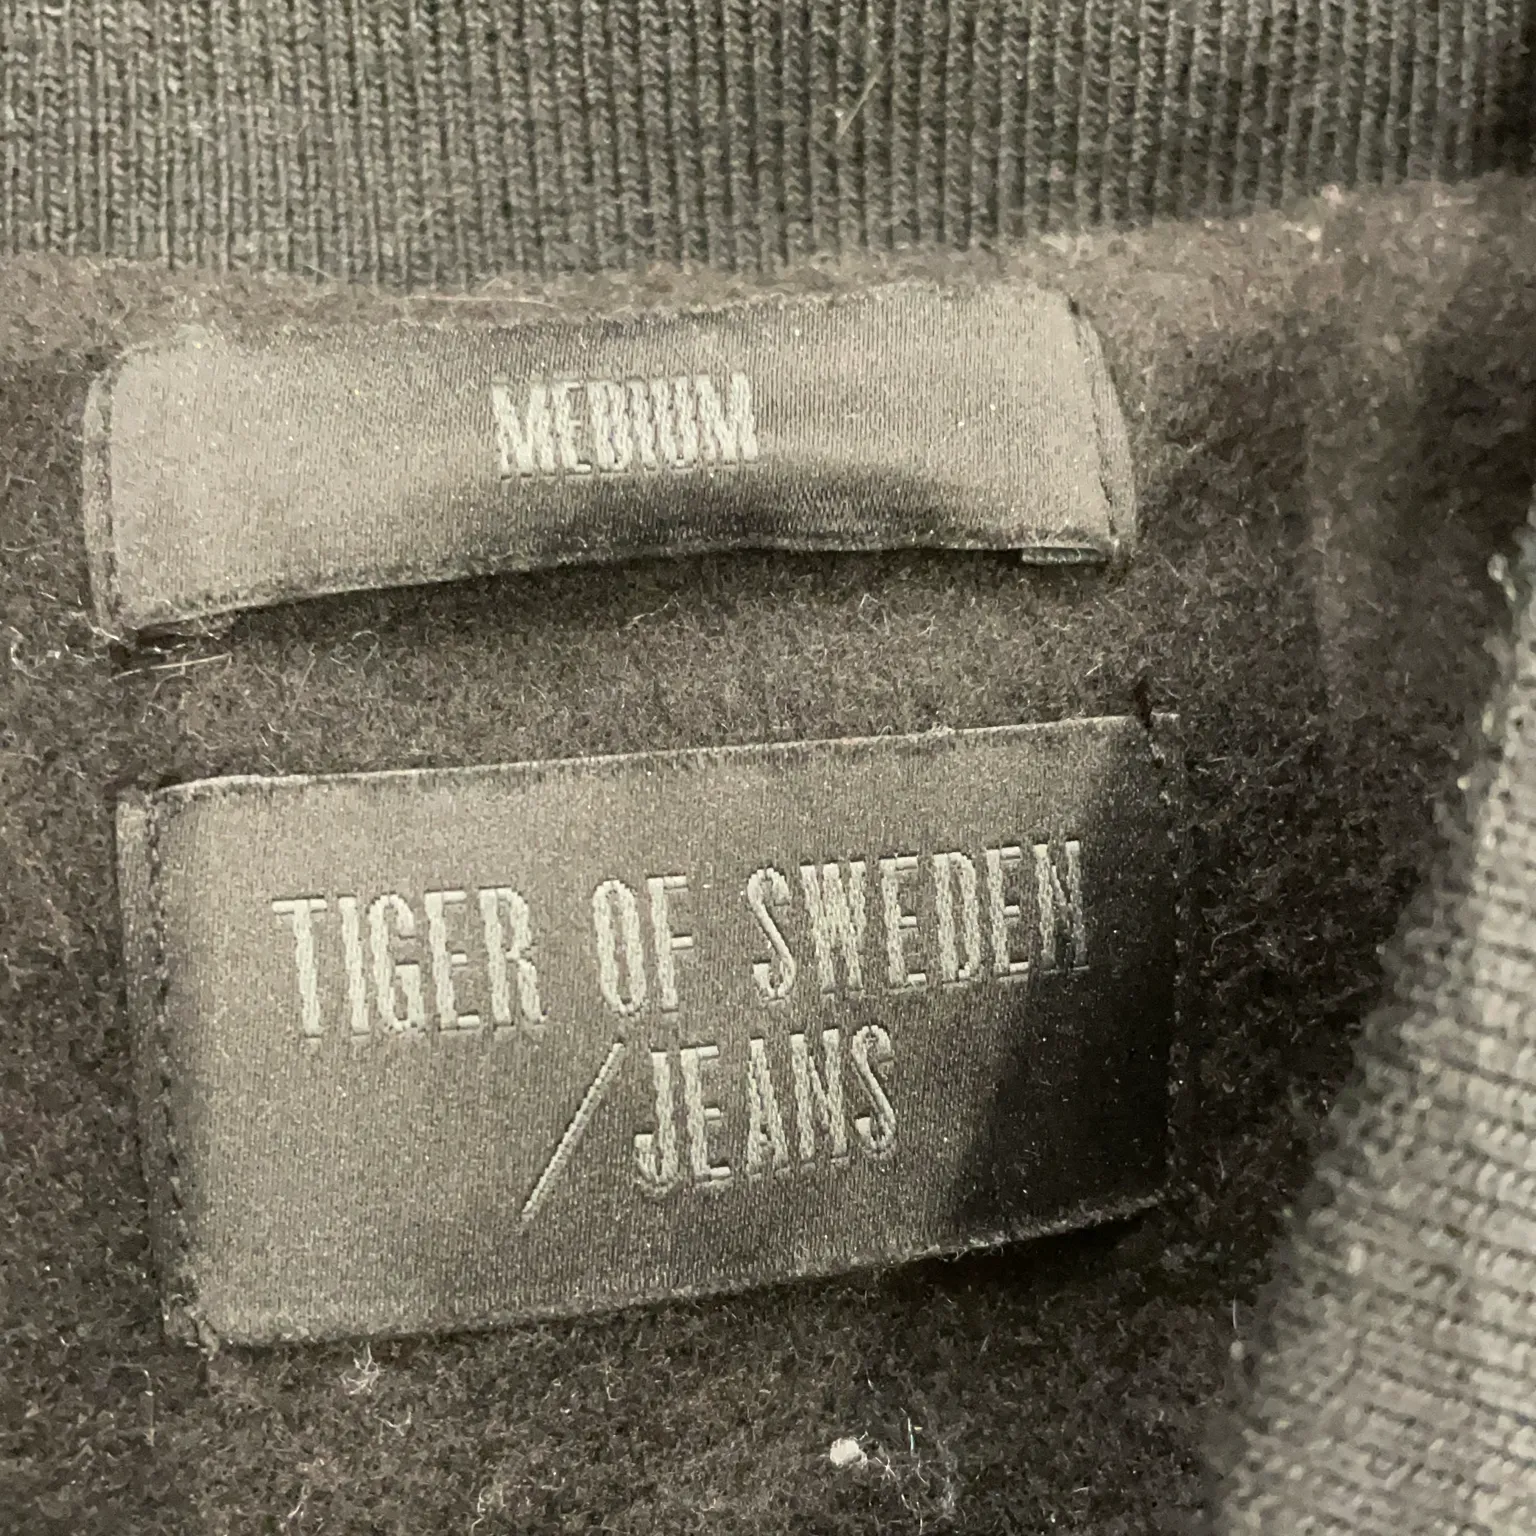 MEDIUM
TIGER OF SWEDEN
/JEANS